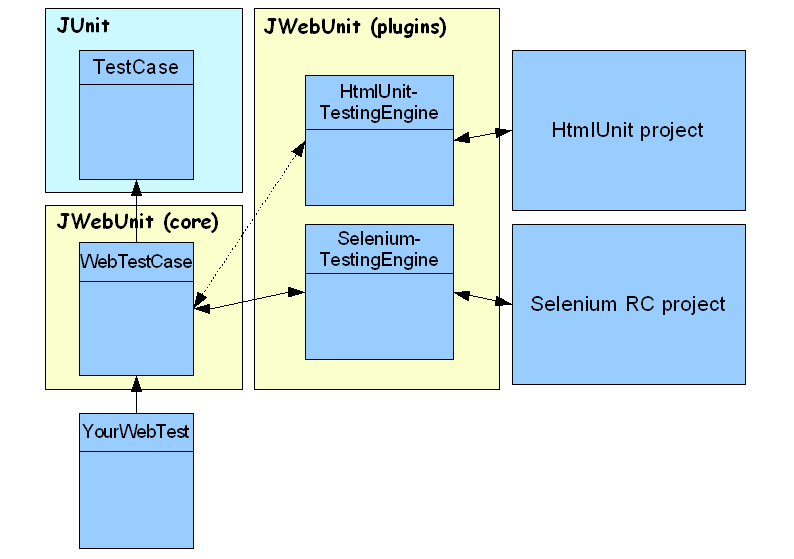 JUnit
TestCase
JWebUnit (core)
WebTestCase
YourWebTest
JWebUnit (plugins)
HtmlUnit-
TestingEngine
Selenium-
TestingEngine
HtmlUnit project
Selenium RC project